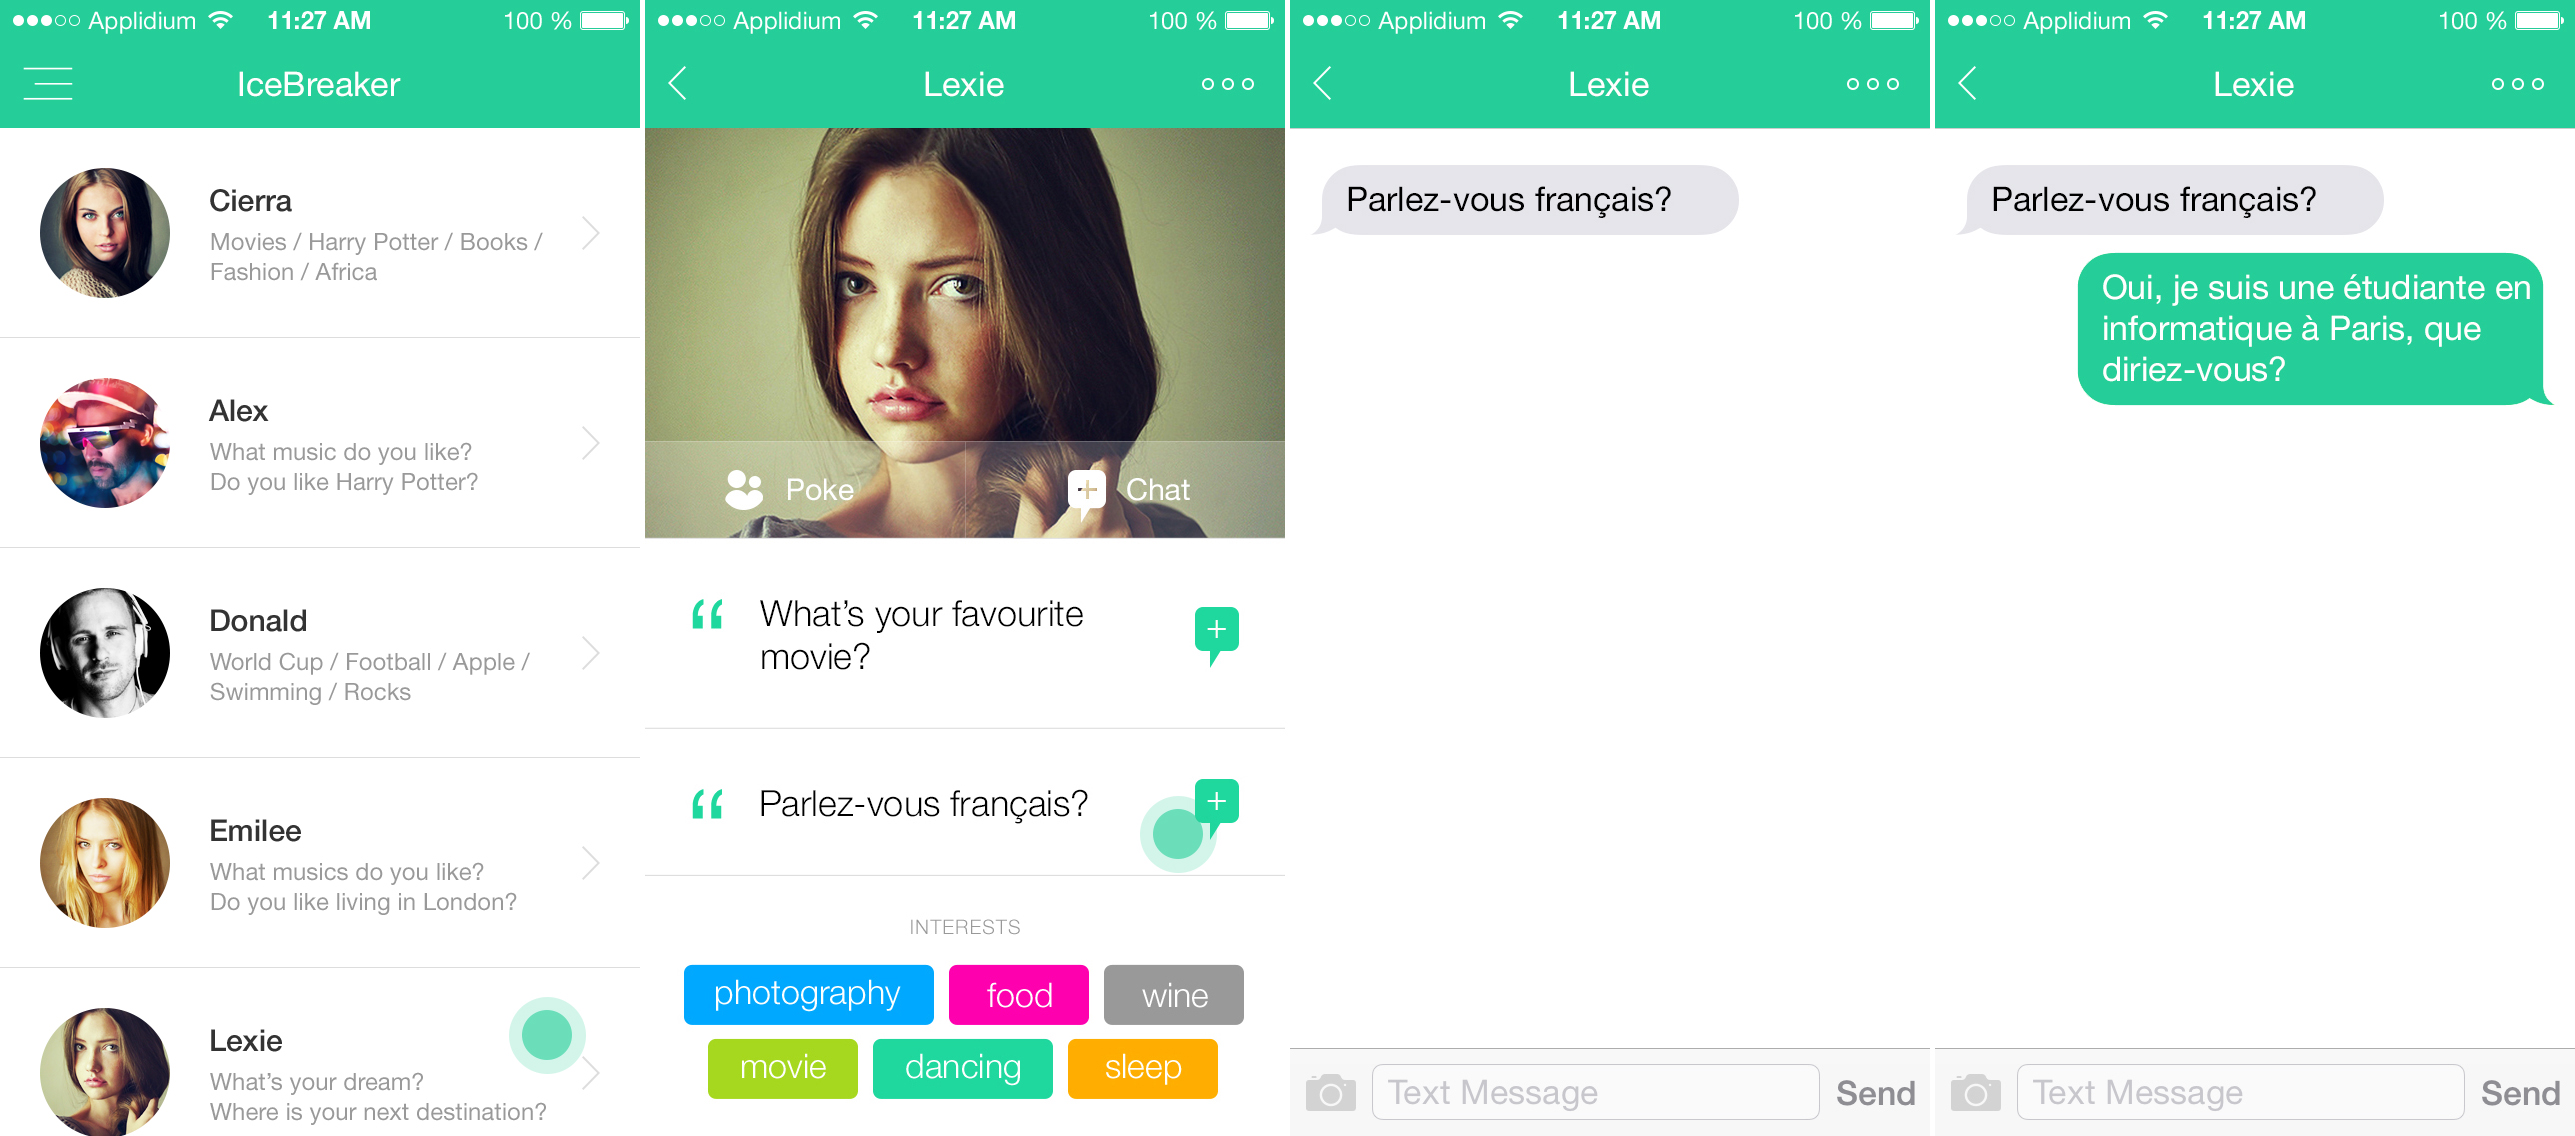 Applidium 11:27 AM 100 %
IceBreaker
Cierra
Movies / Harry Potter / Books /
Fashion / Africa
Alex
What music do you like?
Do you like Harry Potter?
Donald
World Cup / Football / Apple /
Swimming / Rocks
Emilee
What musics do you like?
Do you like living in London?
Lexie
What's your dream?
Where is your next destination?
Applidium 11:27 AM 100 %
Lexie
Poke
Chat
What's your favourite
movie?
Parlez-vous français?
INTERESTS
photography food wine
movie dancing sleep
Applidium 11:27 AM 100 %
Lexie
Parlez-vous français?
Text Message Send
Applidium 11:27 AM 100 %
Lexie
Parlez-vous français?
Oui, je suis une étudiante en
informatique à Paris, que
diriez-vous?
Text Message Send